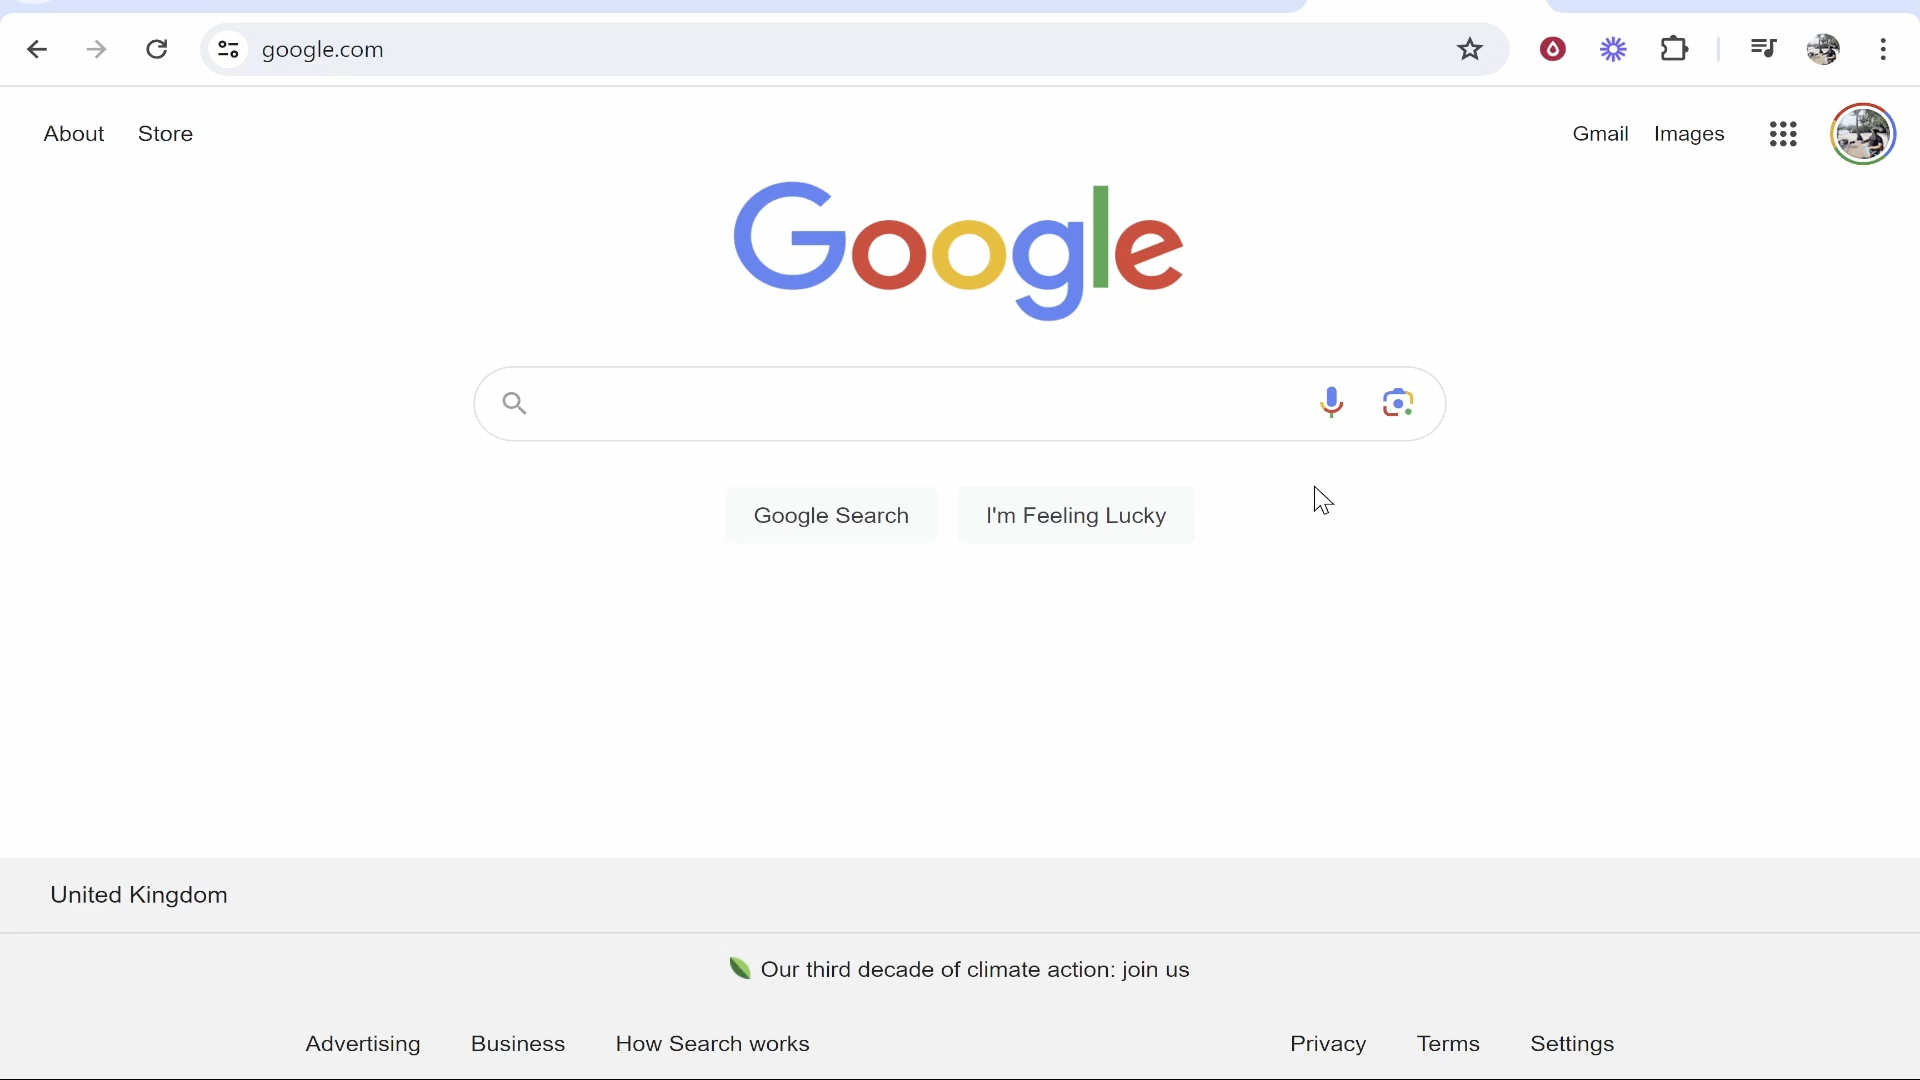 google.com
About Store Gmail Images
Google
Google Search I'm Feeling Lucky
United Kingdom
Our third decade of climate action: join us
Advertising Business How Search works Privacy Terms Settings